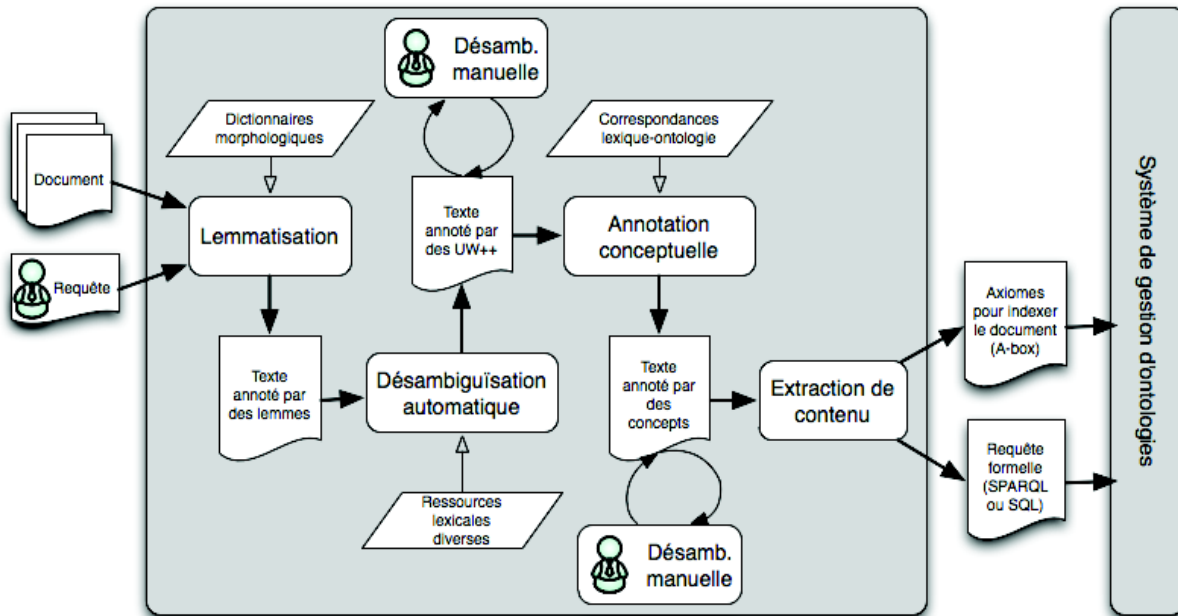 Désamb.
manuelle
Dictionnaires
morphologiques
Correspondances
lexique-ontologie
Document
Lemmatisation
Texte
annoté par
des UW++
Annotation
conceptuelle
Requête
Texte
annoté par
des lemmes
Désambiguïsation
automatique
Texte
annoté par
des
concepts
Extraction de
contenu
Axiomes
pour indexer
le document
(A-box)
Requête
formelle
(SPARQL
ou SQL)
Ressources
lexicales
diverses
Désamb.
manuelle
Système de gestion d'ontologies